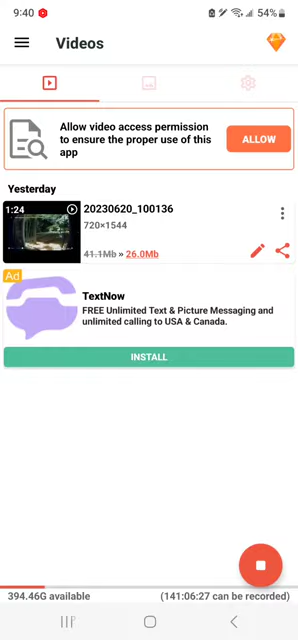 9:40
54%
Videos
Allow video access permission
to ensure the proper use of this
app
ALLOW
Yesterday
1:24
20230620_100136
720×1544
41.1Mb » 26.0Mb
Ad
TextNow
FREE Unlimited Text & Picture Messaging and
unlimited calling to USA & Canada.
INSTALL
394.46G available
(141:06:27 can be recorded)